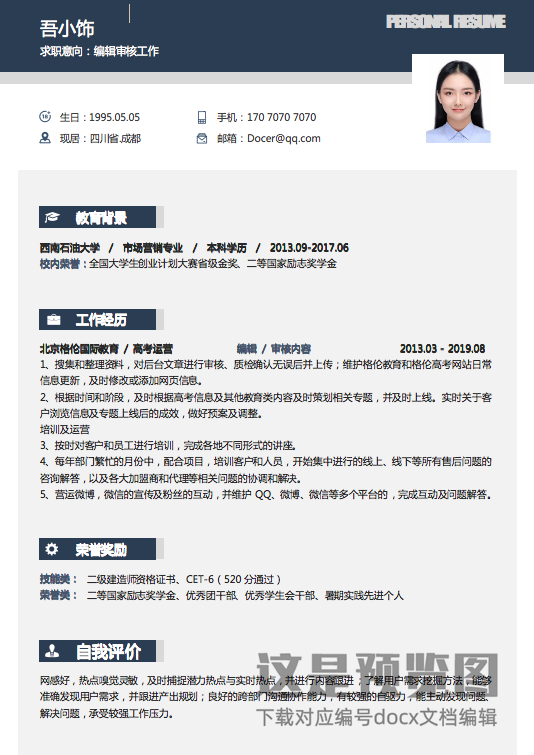 吾小饰
PERSONAL RESUME
求职意向：编辑审核工作
生日：1995.05.05
手机：170 7070 7070
现居：四川省.成都
邮箱：Docer@qq.com
教育背景
西南石油大学 / 市场营销专业 / 本科学历 / 2013.09-2017.06
校内荣誉：全国大学生创业计划大赛省级金奖、二等国家励志奖学金
工作经历
北京格伦国际教育 / 高考运营 编辑 / 审核内容 2013.03 - 2019.08
1、搜集和整理资料，对后台文章进行审核、质检确认无误后并上传；维护格伦教育和格伦高考网站日常
信息更新，及时修改或添加网页信息。
2、根据时间和阶段，及时根据高考信息及其他教育类内容及时策划相关专题，并及时上线。实时关于客
户浏览信息及专题上线后的成效，做好预案及调整。
培训及运营
3、按时对客户和员工进行培训，完成各地不同形式的讲座。
4、每年部门繁忙的月份中，配合项目，培训客户和人员，开始集中进行的线上、线下等所有售后问题的
咨询解答，以及各大加盟商和代理等相关问题的协调和解决。
5、营运微博，微信的宣传及粉丝的互动，并维护 QQ、微博、微信等多个平台的，完成互动及问题解答。
荣誉奖励
技能类： 二级建造师资格证书、CET-6（520 分通过）
荣誉类： 二等国家励志奖学金、优秀团干部、优秀学生会干部、暑期实践先进个人
自我评价
网感好，热点嗅觉灵敏，及时捕捉潜力热点与实时热点，并进行内容跟进；了解用户需求挖掘方法，能够
准确发现用户需求，并跟进产出规划；良好的跨部门沟通协作能力，有较强的自驱力，能主动发现问题、
解决问题，承受较强工作压力。
这是预览图
下载对应编号docx文档编辑